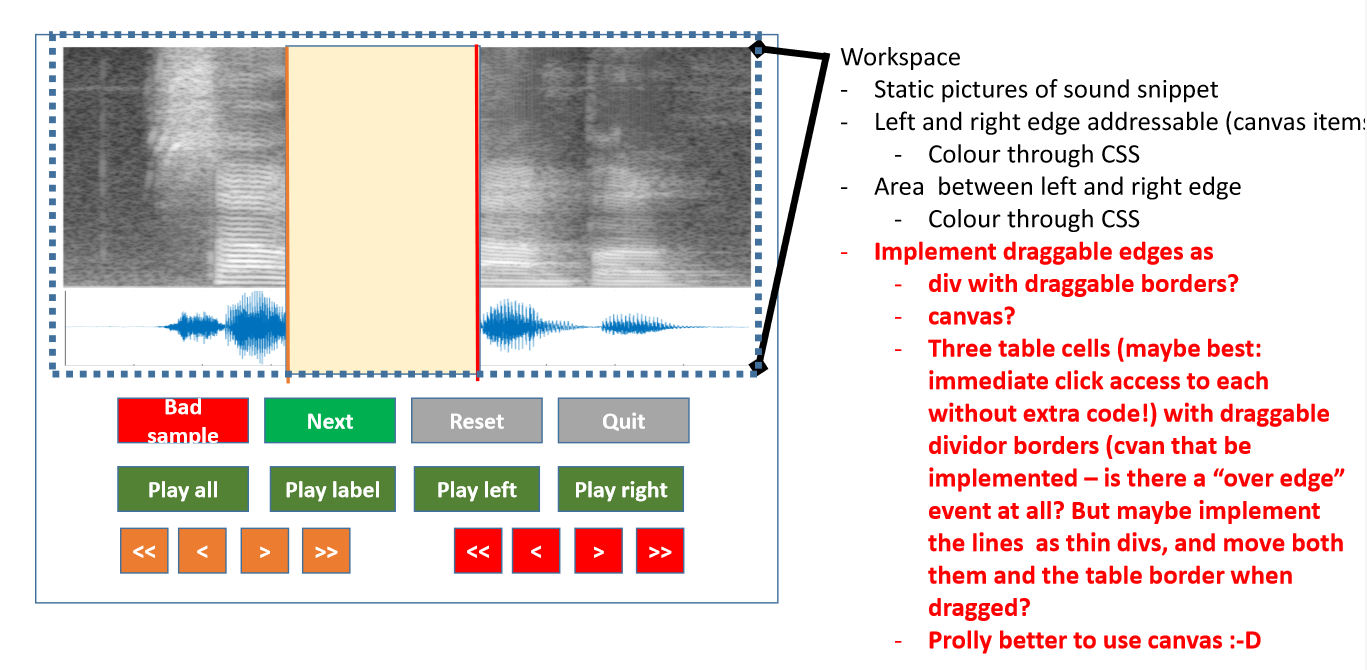 Workspace
- Static pictures of sound snippet
- Left and right edge addressable (canvas items
- Colour through CSS
- Area between left and right edge
- Colour through CSS
- Implement draggable edges as
- div with draggable borders?
- canvas?
- Three table cells (maybe best:
immediate click access to each
without extra code!) with draggable
dividor borders (cvan that be
implemented – is there a “over edge”
event at all? But maybe implement
the lines as thin divs, and move both
them and the table border when
dragged?
- Prolly better to use canvas :-D
Bad
sample
Next
Reset
Quit
Play all
Play label
Play left
Play right
<<
<
>
>>
<<
<
>
>>